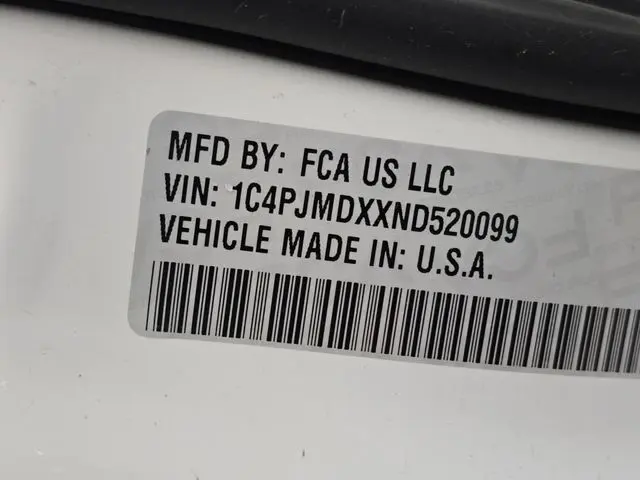 MFD BY: FCA US LLC
VIN: 1C4PJMDXXND520099
VEHICLE MADE IN: U.S.A.